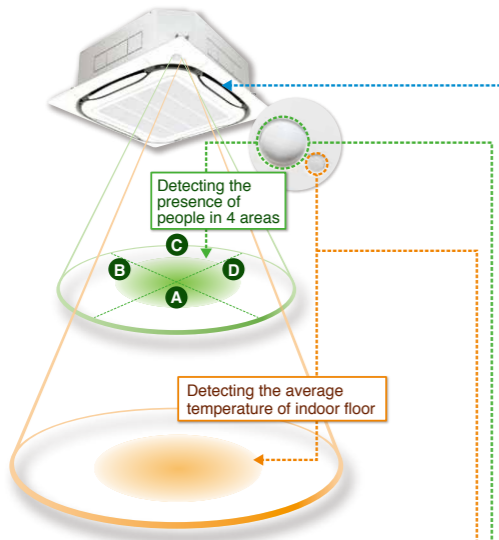 Detecting the
presence of
people in 4 areas
C
B
D
A
Detecting the average
temperature of indoor floor